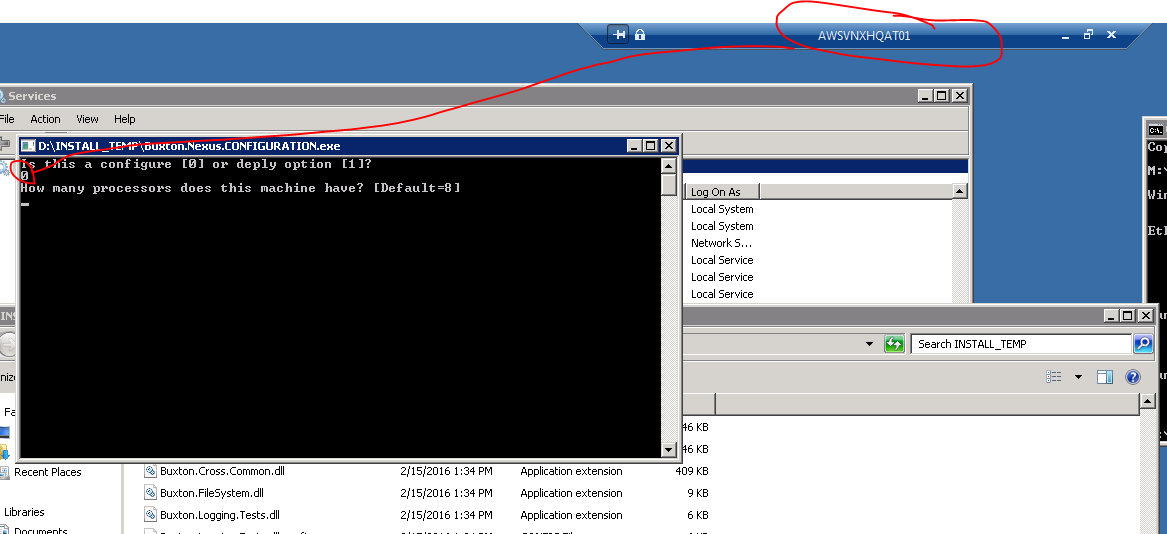 AWSVNXHQAT01
Services
File Action View Help
D:\INSTALL_TEMP\Buxton.Nexus.CONFIGURATION.exe
Is this a configure [0] or deply option [1]?
0
How many processors does this machine have? [Default=8]
Log On As
Local System
Local System
Network S...
Local Service
Local Service
Local Service
Search INSTALL_TEMP
46 KB
46 KB
Buxton.Cross.Common.dll 2/15/2016 1:34 PM Application extension 409 KB
Buxton.FileSystem.dll 2/15/2016 1:34 PM Application extension 9 KB
Buxton.Logging.Tests.dll 2/15/2016 1:34 PM Application extension 6 KB
Recent Places
Libraries
Documents